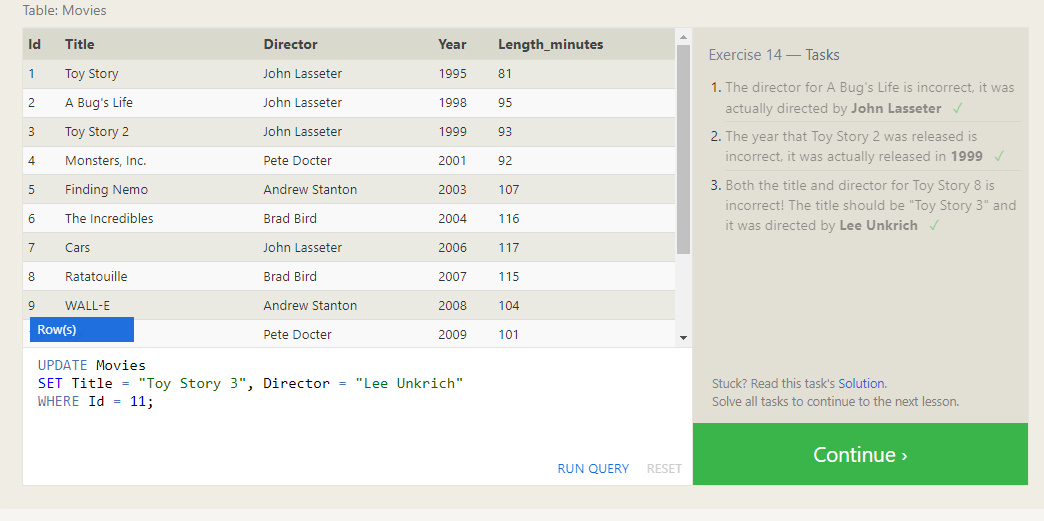 Table: Movies
Id Title Director Year Length_minutes
1 Toy Story John Lasseter 1995 81
2 A Bug's Life John Lasseter 1998 95
3 Toy Story 2 John Lasseter 1999 93
4 Monsters, Inc. Pete Docter 2001 92
5 Finding Nemo Andrew Stanton 2003 107
6 The Incredibles Brad Bird 2004 116
7 Cars John Lasseter 2006 117
8 Ratatouille Brad Bird 2007 115
9 WALL-E Andrew Stanton 2008 104
Row(s) Pete Docter 2009 101
UPDATE Movies
SET Title = "Toy Story 3", Director = "Lee Unkrich"
WHERE Id = 11;
RUN QUERY RESET
Exercise 14 — Tasks
1. The director for A Bug's Life is incorrect, it was
actually directed by John Lasseter ✓
2. The year that Toy Story 2 was released is
incorrect, it was actually released in 1999 ✓
3. Both the title and director for Toy Story 8 is
incorrect! The title should be "Toy Story 3" and
it was directed by Lee Unkrich ✓
Stuck? Read this task's Solution.
Solve all tasks to continue to the next lesson.
Continue ›